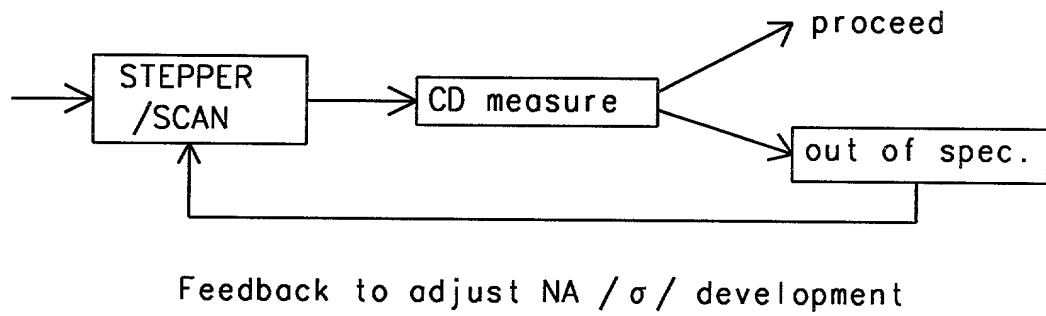 STEPPER
/SCAN
CD measure
proceed
out of spec.
Feedback to adjust NA / σ / development